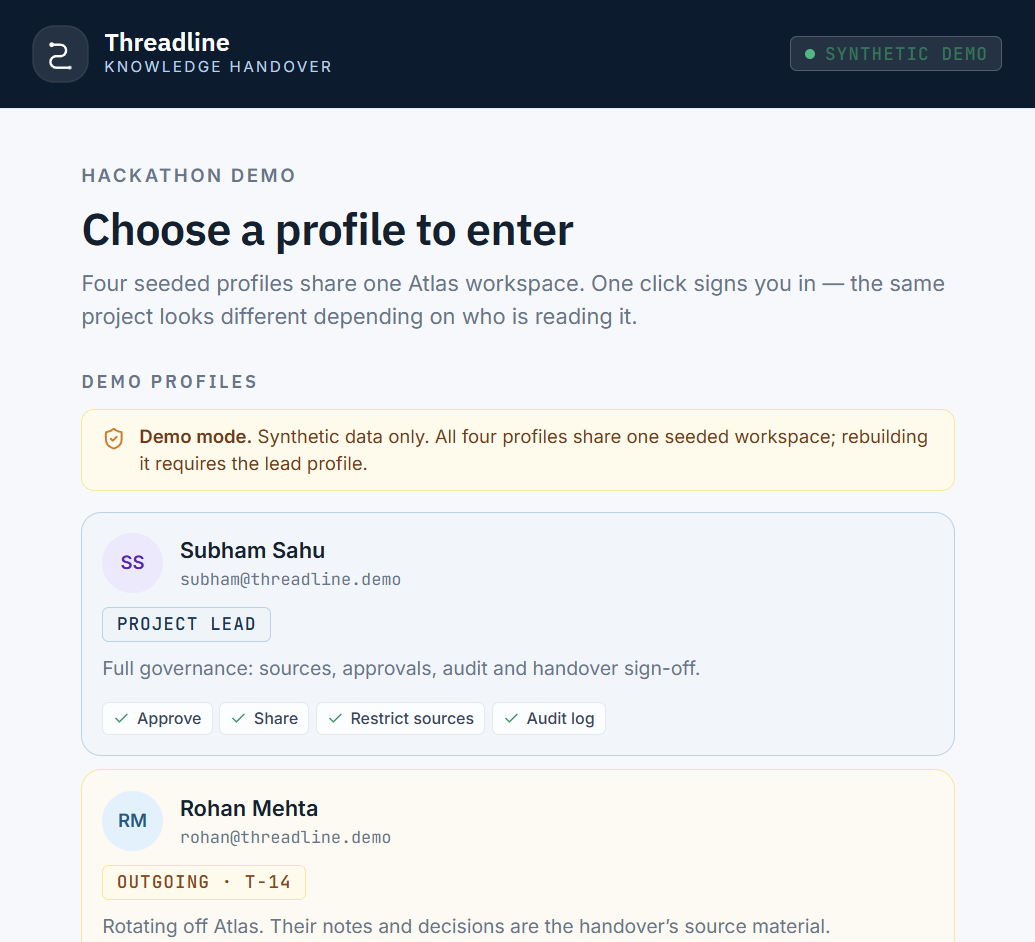 Threadline
KNOWLEDGE HANDOVER
SYNTHETIC DEMO
HACKATHON DEMO
Choose a profile to enter
Four seeded profiles share one Atlas workspace. One click signs you in — the same
project looks different depending on who is reading it.
DEMO PROFILES
Demo mode. Synthetic data only. All four profiles share one seeded workspace; rebuilding
it requires the lead profile.
SS
Subham Sahu
subham@threadline.demo
PROJECT LEAD
Full governance: sources, approvals, audit and handover sign-off.
Approve
Share
Restrict sources
Audit log
RM
Rohan Mehta
rohan@threadline.demo
OUTGOING · T-14
Rotating off Atlas. Their notes and decisions are the handover’s source material.